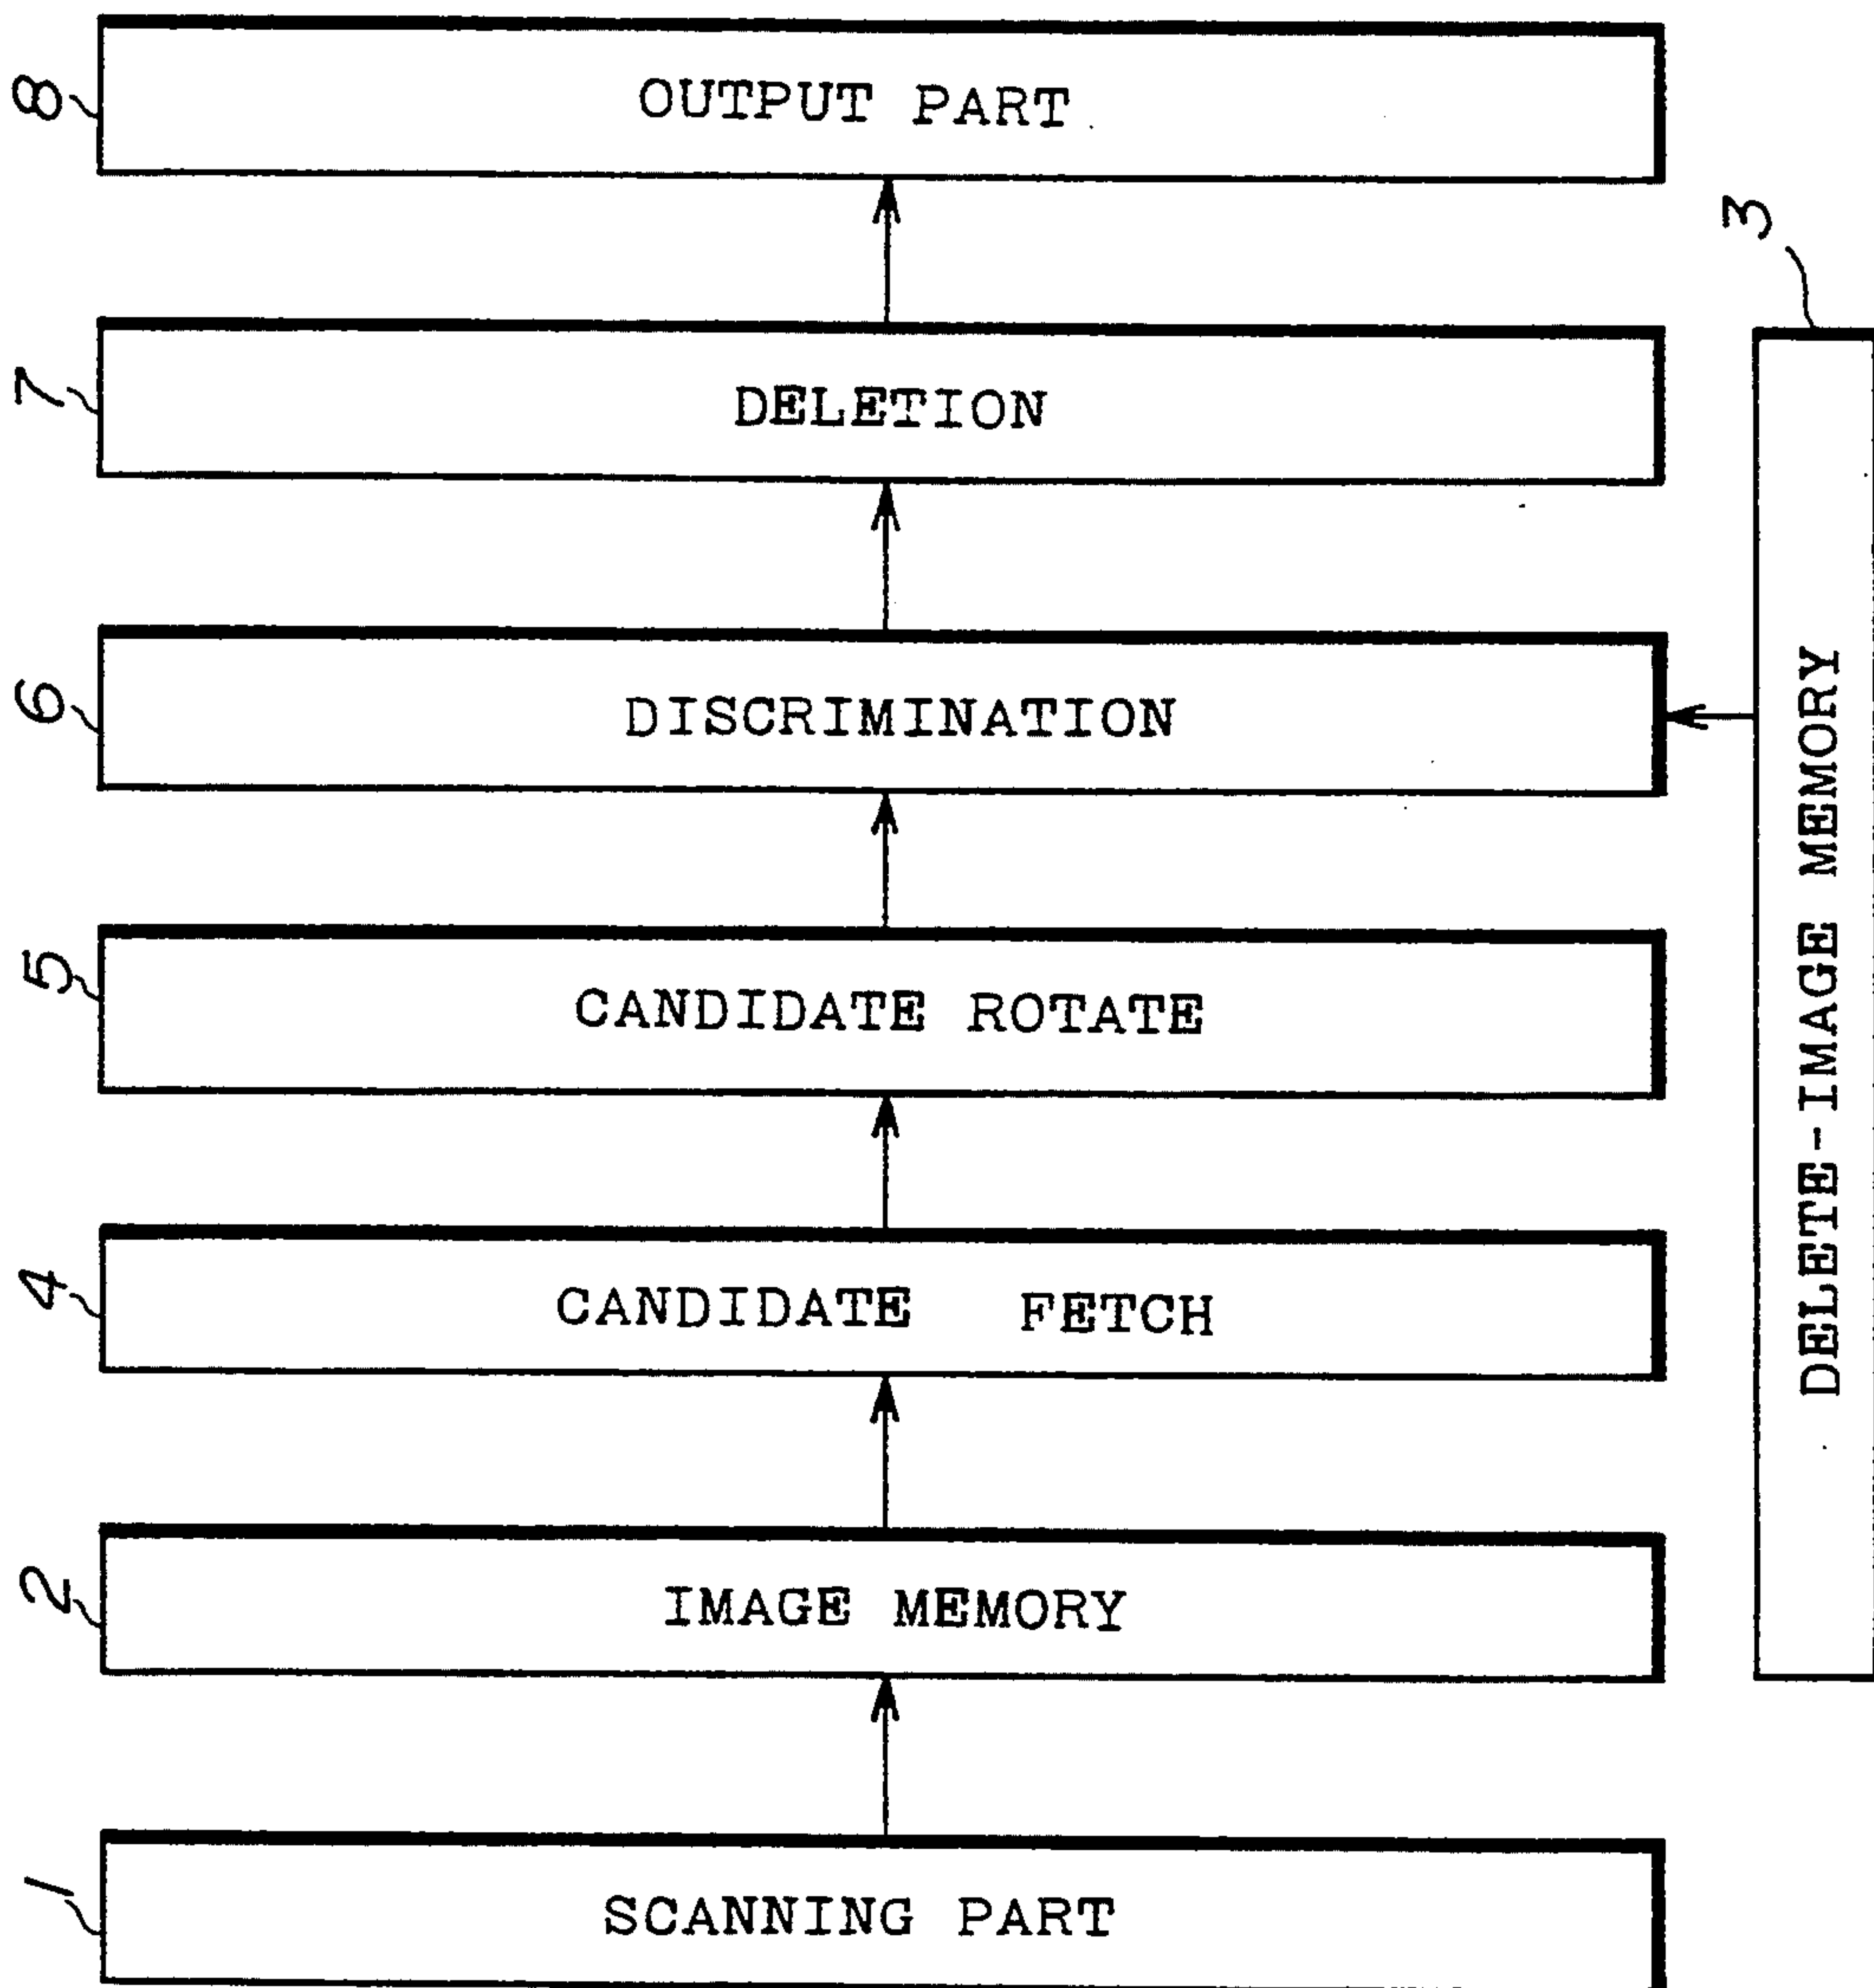 8
OUTPUT PART
7
DELETION
3
6
DISCRIMINATION
5
CANDIDATE ROTATE
4
CANDIDATE FETCH
DELETE-IMAGE MEMORY
2
IMAGE MEMORY
1
SCANNING PART